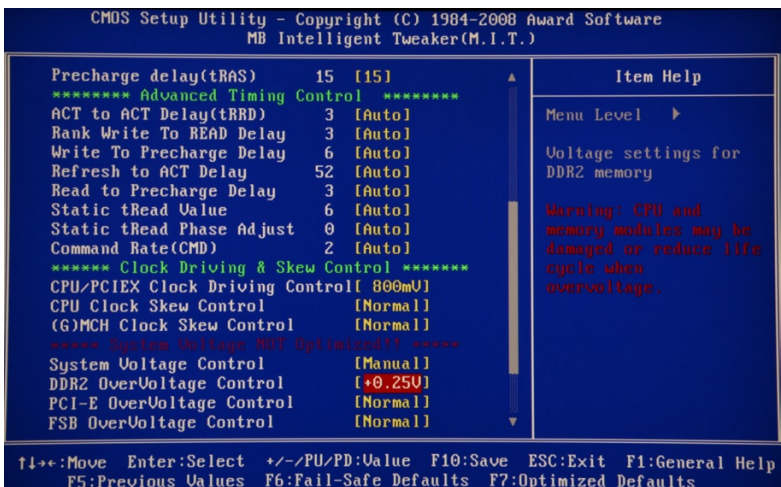 CMOS Setup Utility - Copyright (C) 1984-2008 Award Software
MB Intelligent Tweaker(M.I.T.)
Precharge delay(tRAS) 15 [15]
******** Advanced Timing Control ********
ACT to ACT Delay(tRRD) 3 [Auto]
Rank Write To READ Delay 3 [Auto]
Write To Precharge Delay 6 [Auto]
Refresh to ACT Delay 52 [Auto]
Read to Precharge Delay 3 [Auto]
Static tRead Value 6 [Auto]
Static tRead Phase Adjust 0 [Auto]
Command Rate(CMD) 2 [Auto]
****** Clock Driving & Skew Control *******
CPU/PCIEX Clock Driving Control[ 800mV]
CPU Clock Skew Control [Normal]
(G)MCH Clock Skew Control [Normal]
***** System Voltage NOT Optimized!! *****
System Voltage Control [Manual]
DDR2 OverVoltage Control [+0.25V]
PCI-E OverVoltage Control [Normal]
FSB OverVoltage Control [Normal]
Item Help
Menu Level
Voltage settings for
DDR2 memory
Warning: CPU and
memory modules may be
damaged or reduce life
cycle when
overvoltage.
↑↓→←:Move Enter:Select +/-/PU/PD:Value F10:Save ESC:Exit F1:General Help
F5:Previous Values F6:Fail-Safe Defaults F7:Optimized Defaults